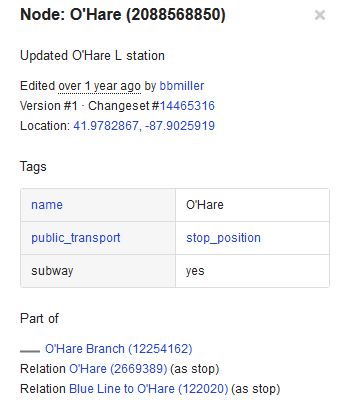 Node: O'Hare (2088568850) ×
Updated O'Hare L station
Edited over 1 year ago by bbmiller
Version #1 · Changeset #14465316
Location: 41.9782867, -87.9025919
Tags
name O'Hare
public_transport stop_position
subway yes
Part of
O'Hare Branch (12254162)
Relation O'Hare (2669389) (as stop)
Relation Blue Line to O'Hare (122020) (as stop)